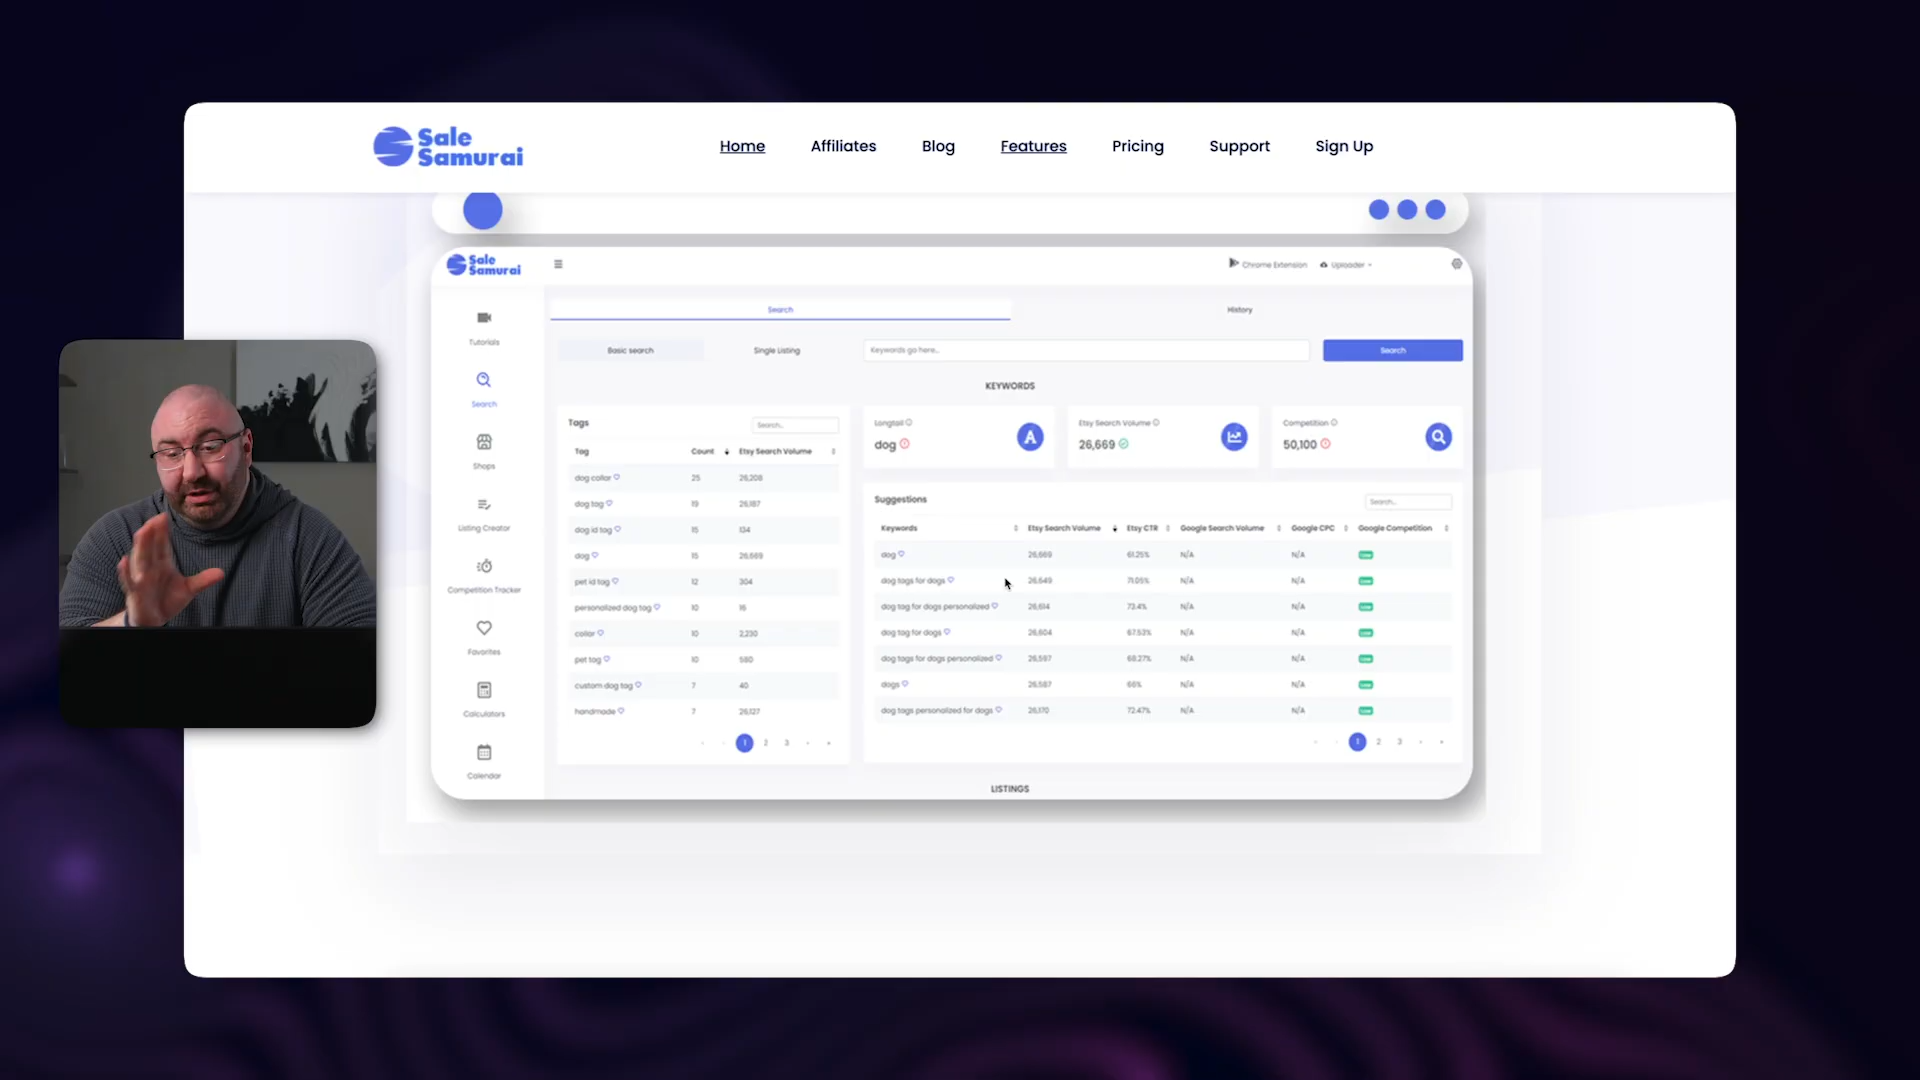 Sale Samurai
Home Affiliates Blog Features Pricing Support Sign Up
Sale Samurai
Chrome Extension Uploader
Search History
Tutorials
Basic search Single Listing Keywords go here... Search
KEYWORDS
Search
Tags Search..
Longtail Etsy Search Volume Competition
dog 26,669 50,100
Tag Count Etsy Search Volume
Shops
dog collar 25 26,208
dog tag 19 26,187
dog id tag 15 134
dog 15 26,669
pet id tag 12 304
personalized dog tag 10 16
collar 10 2,230
pet tag 10 580
custom dog tag 7 40
handmade 7 26,127
1 2 3
Suggestions Search..
Keywords Etsy Search Volume Etsy CTR Google Search Volume Google CPC Google Competition
dog 26,669 61.25% N/A N/A Low
dog tags for dogs 26,649 71.05% N/A N/A Low
dog tag for dogs personalized 26,614 73.4% N/A N/A Low
dog tag for dogs 26,604 67.53% N/A N/A Low
dog tags for dogs personalized 26,597 68.27% N/A N/A Low
dogs 26,587 66% N/A N/A Low
dog tags personalized for dogs 26,170 72.47% N/A N/A Low
1 2 3
Listing Creator
Competition Tracker
Favorites
Calculators
Calendar
LISTINGS